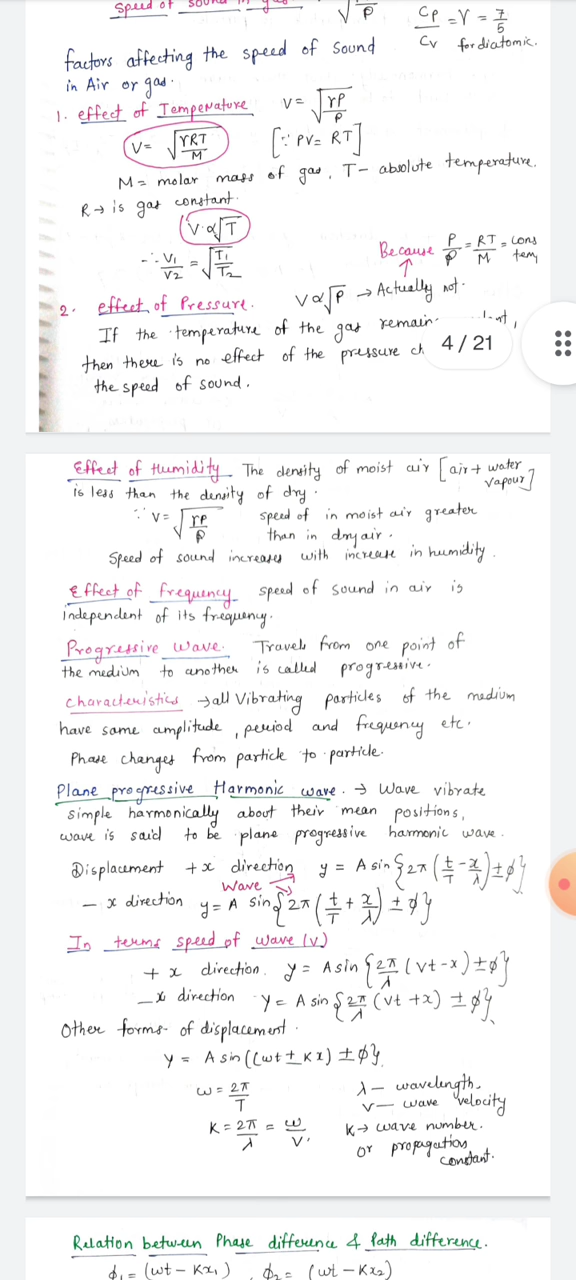 Speed of sound in gas
√ρ
Cp/Cv = γ = 7/5
for diatomic.
factors affecting the speed of sound
in Air or gas.
1. effect of Temperature V= √(γP/ρ)
V= √(γRT/M) [∵ PV= RT]
M= molar mass of gas, T- absolute temperature.
R→ is gas constant.
V ∝ √T
∴ V₁/V₂ = √(T₁/T₂)
Because P/ρ = RT/M = cons
tem
2. effect of Pressure. V∝√P → Actually not.
If the temperature of the gas remain
then there is no effect of the pressure ch
the speed of sound.
4 / 21
Effect of Humidity The density of moist air [air + water
vapour]
is less than the density of dry.
∵ V= √(γP/ρ) speed of in moist air greater
than in dry air.
Speed of sound increases with increase in humidity.
Effect of frequency speed of sound in air is
independent of its frequency.
Progressive wave. Travels from one point of
the medium to another is called progressive.
characteristics → all Vibrating particles of the medium
have same amplitude, period and frequency etc.
Phase changes from particle to particle.
Plane progressive Harmonic wave. → Wave vibrate
simple harmonically about their mean positions,
wave is said to be plane progressive harmonic wave.
Displacement +x direction y = A sin{2π(t/T - x/λ) ± φ}
Wave
- x direction y= A sin{2π(t/T + x/λ) ± φ}
In terms speed of wave (v)
+ x direction. y= Asin{2π/λ (vt-x) ± φ}
-x direction y= A sin{2π/λ (vt +x) ± φ}
Other forms of displacement.
y = A sin((ωt ± Kx) ± φ}
ω = 2π/T λ — wavelength.
v— wave velocity
K = 2π/λ = ω/v, K→ wave number.
or propagation
constant.
Relation between Phase difference & Path difference.
φ₁ = (ωt - Kx₁), φ₂ = (ωt - Kx₂)